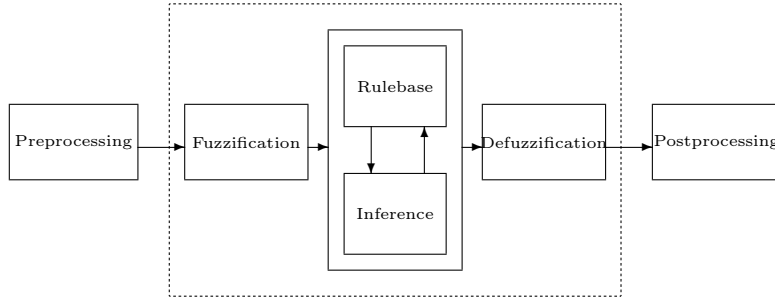 Preprocessing
Fuzzification
Rulebase
Inference
Defuzzification
Postprocessing